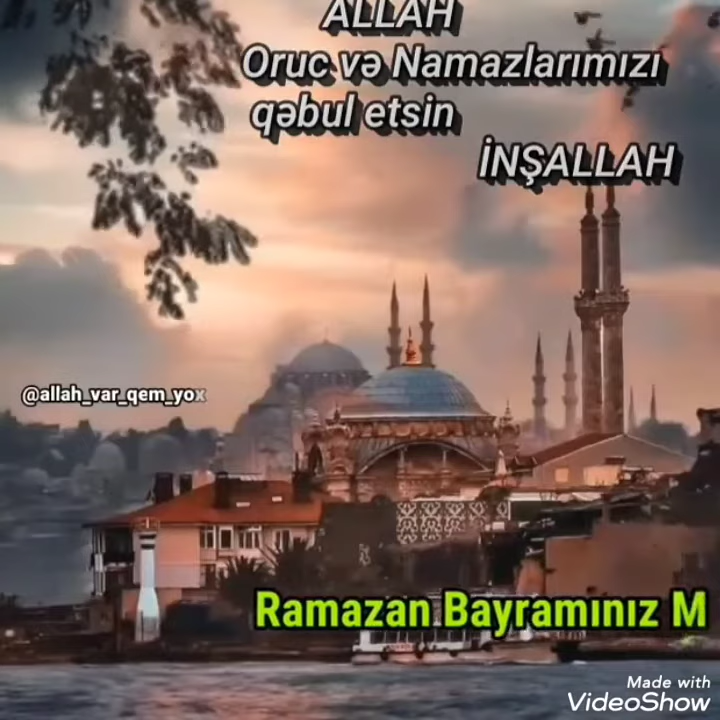 ALLAH
Oruc və Namazlarımızı
qəbul etsin
İNŞALLAH
@allah_var_qem_yox
Ramazan Bayramınız M
Made with
VideoShow